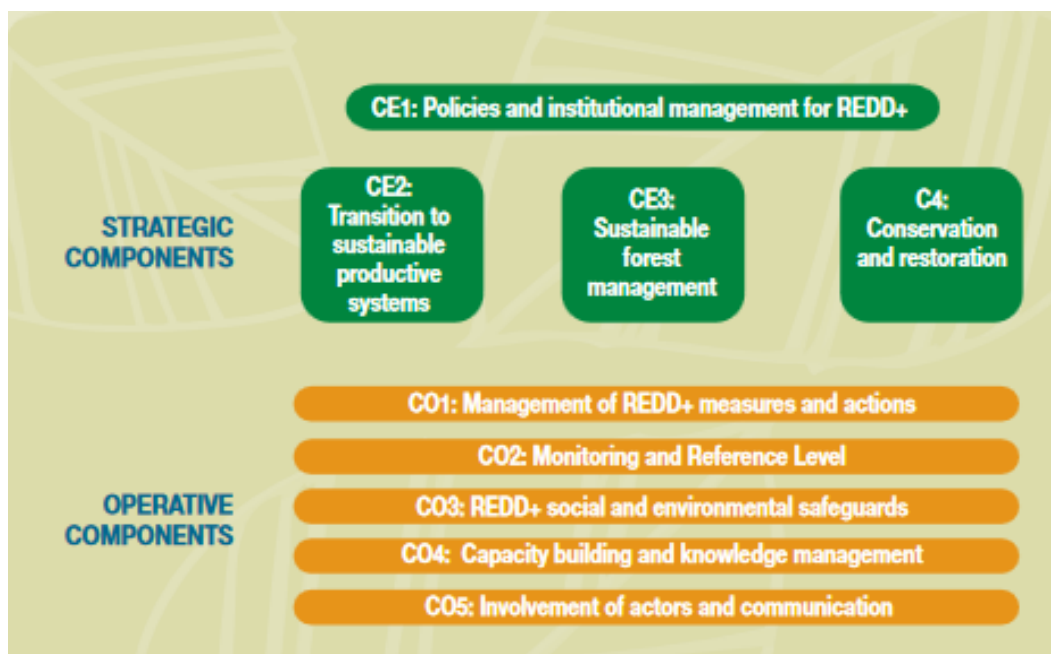 CE1: Policies and institutional management for REDD+
STRATEGIC
COMPONENTS
CE2:
Transition to
sustainable
productive
systems
CE3:
Sustainable
forest
management
C4:
Conservation
and restoration
OPERATIVE
COMPONENTS
CO1: Management of REDD+ measures and actions
CO2: Monitoring and Reference Level
CO3: REDD+ social and environmental safeguards
CO4: Capacity building and knowledge management
CO5: Involvement of actors and communication